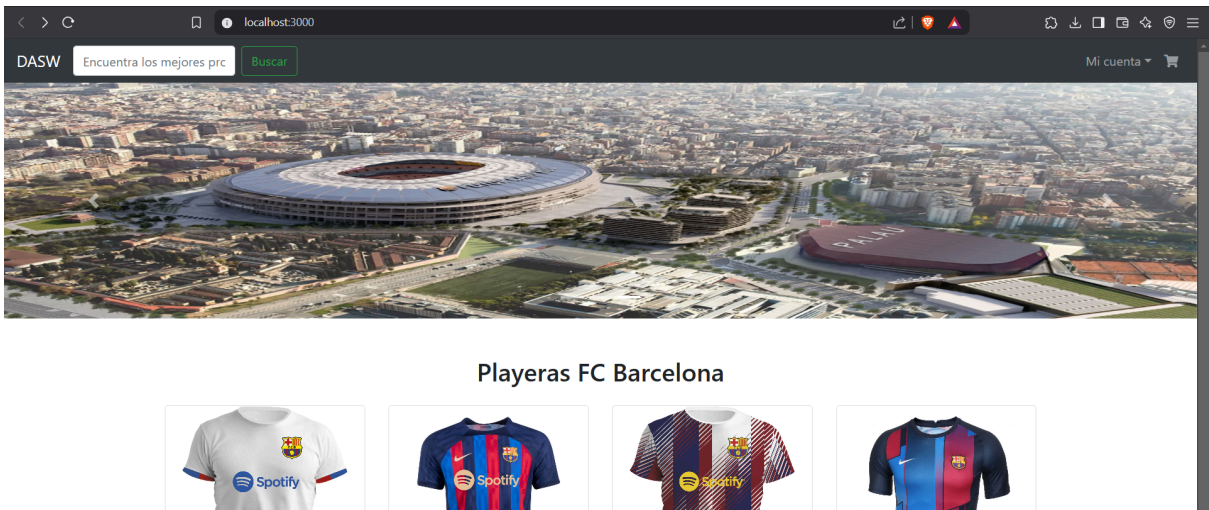 localhost:3000
DASW Encuentra los mejores prc Buscar Mi cuenta
PALAU
Playeras FC Barcelona
Spotify Spotify Spotify